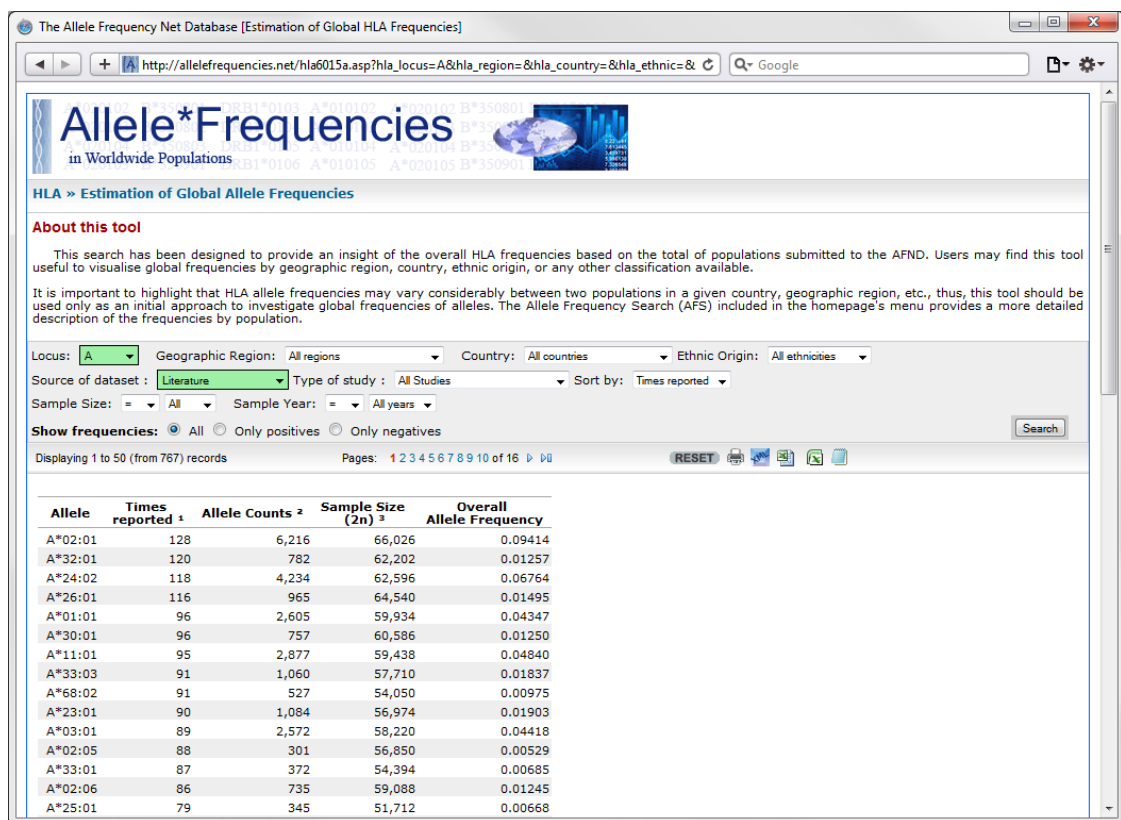 The Allele Frequency Net Database [Estimation of Global HLA Frequencies]
http://allelefrequencies.net/hla6015a.asp?hla_locus=A&hla_region=&hla_country=&hla_ethnic=&
Google
Allele*Frequencies
in Worldwide Populations
HLA » Estimation of Global Allele Frequencies
About this tool
This search has been designed to provide an insight of the overall HLA frequencies based on the total of populations submitted to the AFND. Users may find this tool
useful to visualise global frequencies by geographic region, country, ethnic origin, or any other classification available.
It is important to highlight that HLA allele frequencies may vary considerably between two populations in a given country, geographic region, etc., thus, this tool should be
used only as an initial approach to investigate global frequencies of alleles. The Allele Frequency Search (AFS) included in the homepage's menu provides a more detailed
description of the frequencies by population.
Locus: A Geographic Region: All regions Country: All countries Ethnic Origin: All ethnicities
Source of dataset : Literature Type of study : All Studies Sort by: Times reported
Sample Size: = All Sample Year: = All years
Show frequencies: All Only positives Only negatives Search
Displaying 1 to 50 (from 767) records Pages: 1 2 3 4 5 6 7 8 9 10 of 16 RESET
Allele Times reported 1 Allele Counts 2 Sample Size (2n) 3 Overall Allele Frequency
A*02:01 128 6,216 66,026 0.09414
A*32:01 120 782 62,202 0.01257
A*24:02 118 4,234 62,596 0.06764
A*26:01 116 965 64,540 0.01495
A*01:01 96 2,605 59,934 0.04347
A*30:01 96 757 60,586 0.01250
A*11:01 95 2,877 59,438 0.04840
A*33:03 91 1,060 57,710 0.01837
A*68:02 91 527 54,050 0.00975
A*23:01 90 1,084 56,974 0.01903
A*03:01 89 2,572 58,220 0.04418
A*02:05 88 301 56,850 0.00529
A*33:01 87 372 54,394 0.00685
A*02:06 86 735 59,088 0.01245
A*25:01 79 345 51,712 0.00668